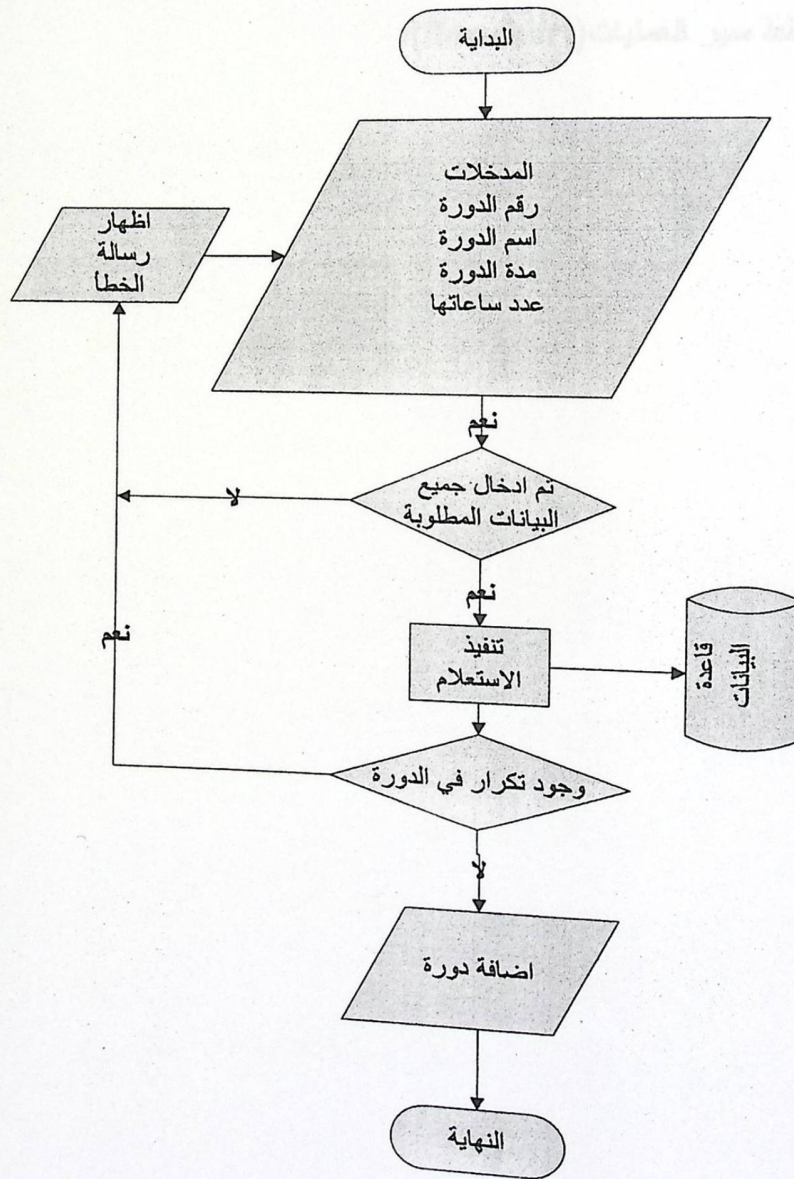 البداية
المدخلات
رقم الدورة
اسم الدورة
مدة الدورة
عدد ساعاتها
اظهار
رسالة
الخطأ
نعم
تم ادخال جميع
البيانات المطلوبة
لا
نعم
تنفيذ
الاستعلام
قاعدة
البيانات
نعم
وجود تكرار في الدورة
لا
اضافة دورة
النهاية